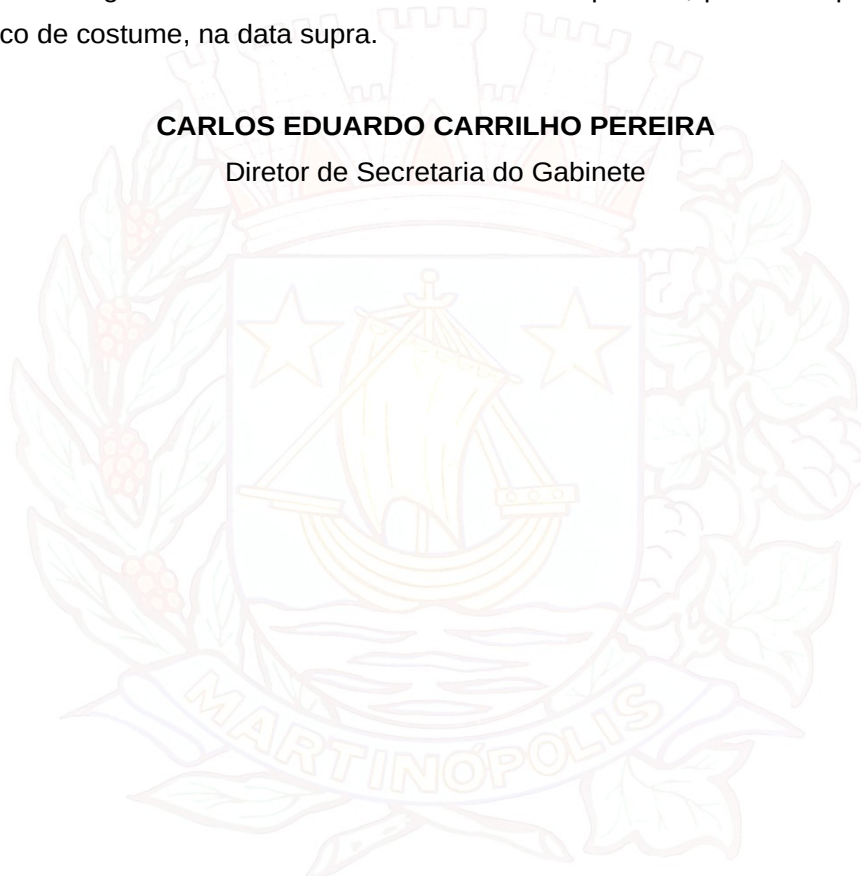 co de costume, na data supra.
CARLOS EDUARDO CARRILHO PEREIRA
Diretor de Secretaria do Gabinete
MARTINÓPOLIS